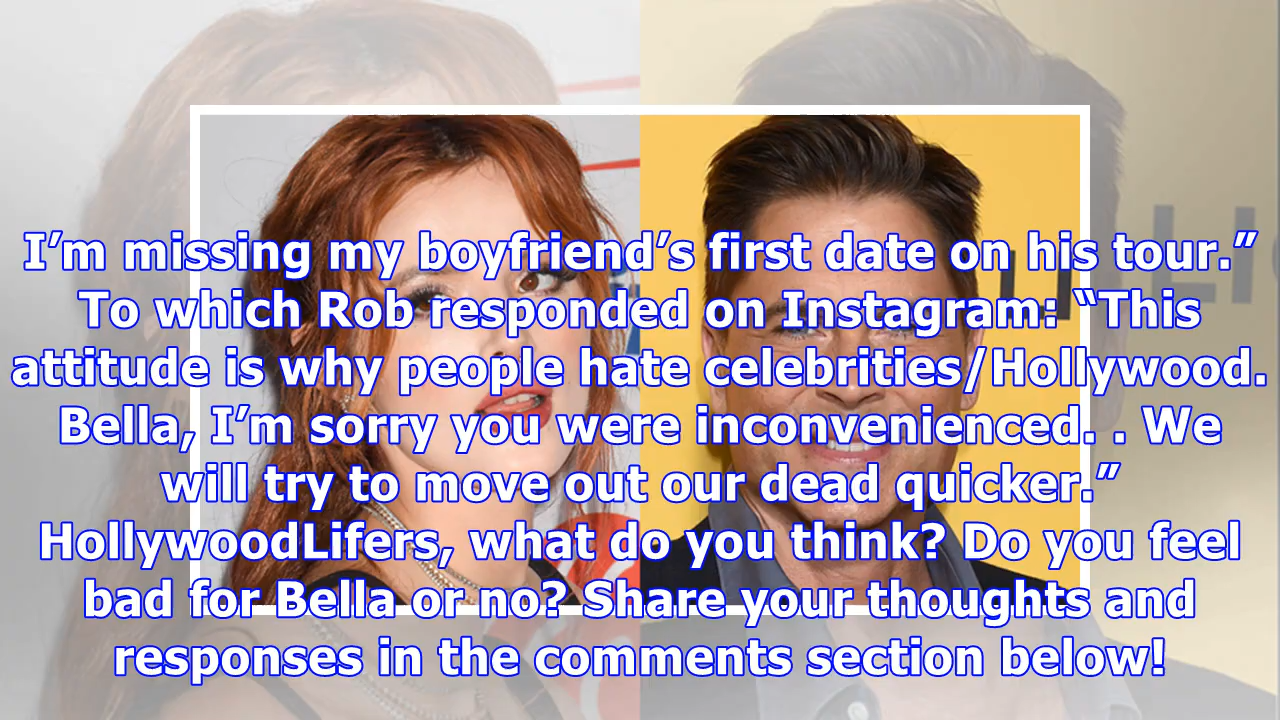 I’m missing my boyfriend’s first date on his tour.”
To which Rob responded on Instagram: “This
attitude is why people hate celebrities/Hollywood.
Bella, I’m sorry you were inconvenienced. . We
will try to move out our dead quicker.”
HollywoodLifers, what do you think? Do you feel
bad for Bella or no? Share your thoughts and
responses in the comments section below!